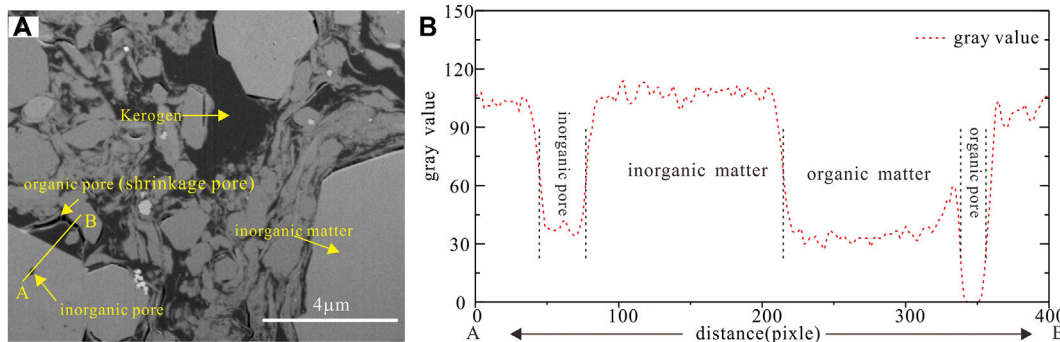 A
Kerogen
organic pore (shrinkage pore)
B
inorganic matter
A
inorganic pore
4μm
B
gray value
150
120
90
60
30
0
gray value
inorganic pore
inorganic matter
organic matter
organic pore
0
100
200
300
400
A
distance(pixle)
B